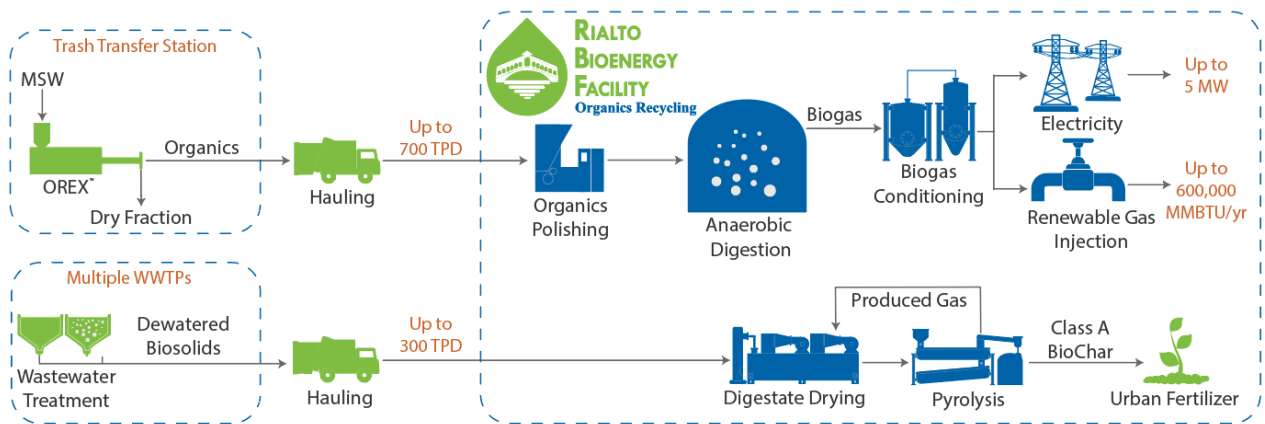 Trash Transfer Station
MSW
OREX™
Organics
Dry Fraction
Hauling
Up to
700 TPD
RIALTO
BIOENERGY
FACILITY
Organics Recycling
Organics
Polishing
Anaerobic
Digestion
Biogas
Biogas
Conditioning
Electricity
Up to
5 MW
Renewable Gas
Injection
Up to
600,000
MMBTU/yr
Multiple WWTPs
Wastewater
Treatment
Dewatered
Biosolids
Hauling
Up to
300 TPD
Digestate Drying
Produced Gas
Pyrolysis
Class A
BioChar
Urban Fertilizer